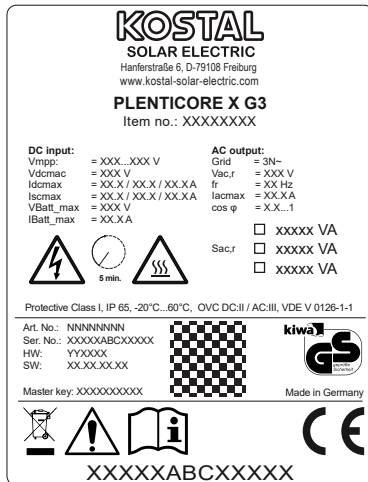 KOSTAL
SOLAR ELECTRIC
Hanferstraße 6, D-79108 Freiburg
www.kostal-solar-electric.com
PLENTICORE X G3
Item no.: XXXXXXXX
DC input:
Vmpp: = XXX...XXX V
Vdcmac = XXX V
Idcmax = XX.X / XX.X / XX.X A
Iscmax = XX.X / XX.X / XX.X A
VBatt_max = XXX V
IBatt_max = XX.X A
AC output:
Grid = 3N~
Vac,r = XXX V
fr = XX Hz
Iacmax = XX.X A
cos φ = X.X...1
xxxxx VA
Sac,r xxxxx VA
xxxxx VA
5 min.
Protective Class I, IP 65, -20°C...60°C, OVC DC:II / AC:III, VDE V 0126-1-1
Art. No.: NNNNNNNN
Ser. No.: XXXXXABCXXXXX
HW: YYXXXX
SW: XX.XX.XX.XX
Master key: XXXXXXXXXX
kiwa
GS
geprüfte
Sicherheit
Made in Germany
i
CE
XXXXXABCXXXXX